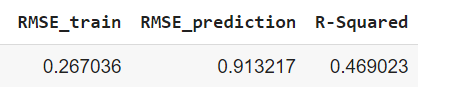 RMSE_train RMSE_prediction R-Squared
0.267036 0.913217 0.469023